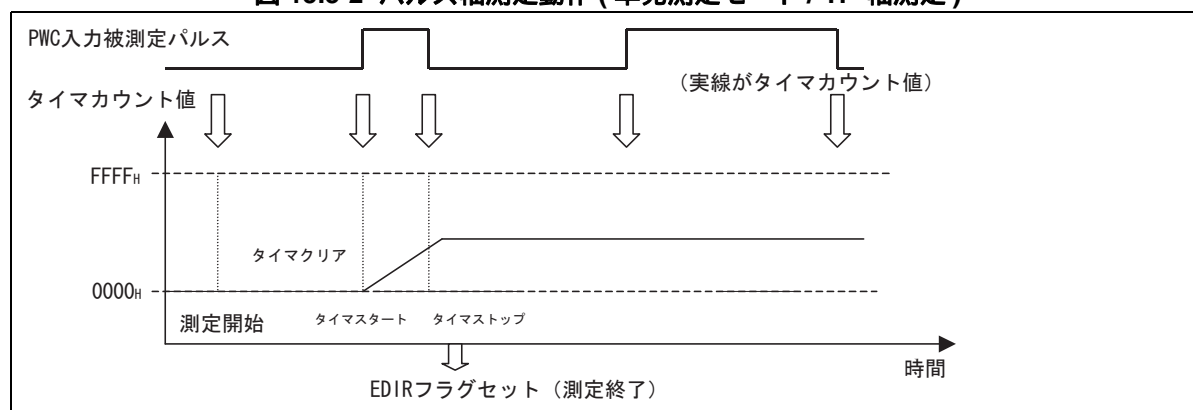 PWC入力被測定パルス
（実線がタイマカウント値）
タイマカウント値
FFFFH
タイマクリア
0000H
測定開始
タイマスタート
タイマストップ
時間
EDIRフラグセット（測定終了）